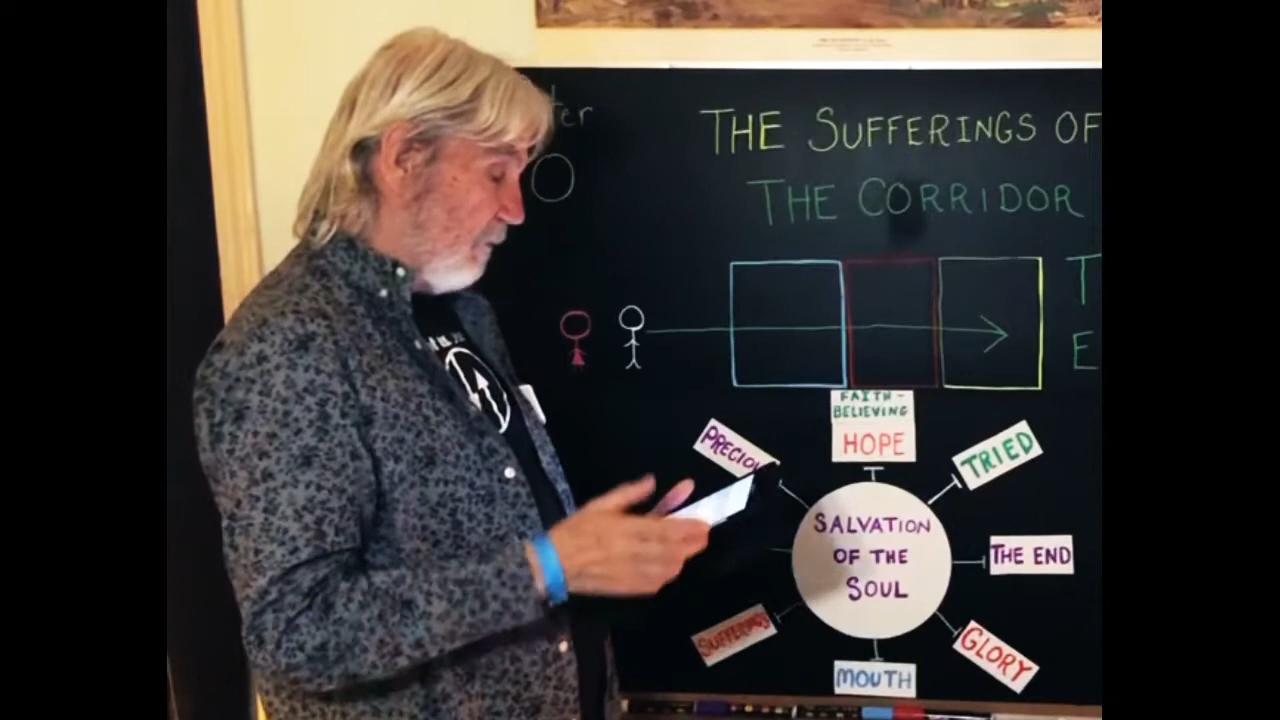 THE SUFFERINGS OF
THE CORRIDOR
T
E
FAITH-
BELIEVING
HOPE
TRIED
SALVATION
OF THE
SOUL
THE END
SUFFERINGS
GLORY
MOUTH